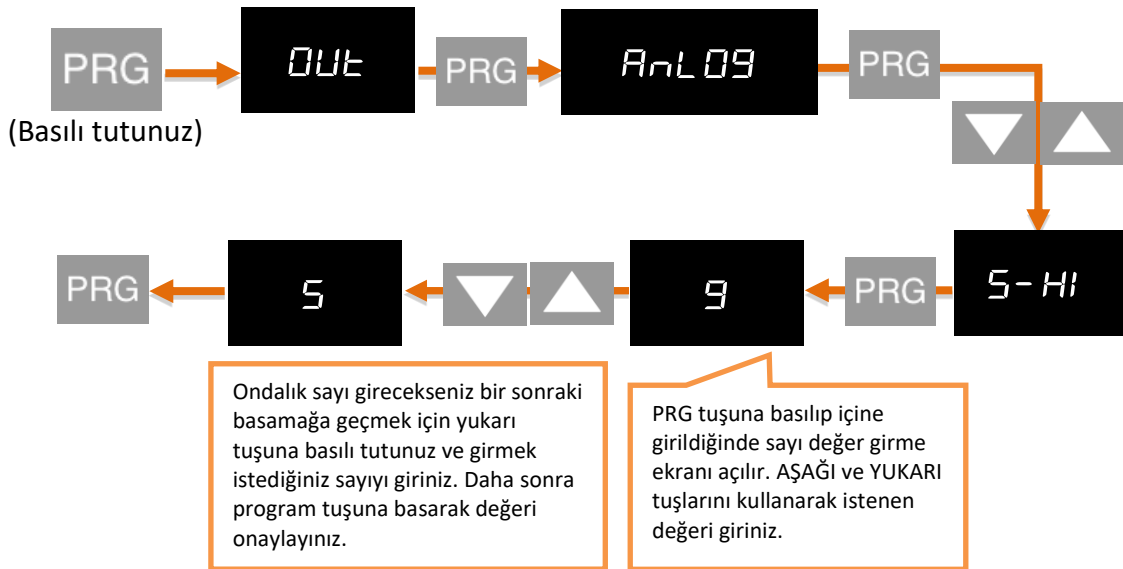 PRG
(Basılı tutunuz)
OUt
PRG
AnLO9
PRG
S-HI
PRG
9
5
PRG
Ondalık sayı girecekseniz bir sonraki
basamağa geçmek için yukarı
tuşuna basılı tutunuz ve girmek
istediğiniz sayıyı giriniz. Daha sonra
program tuşuna basarak değeri
onaylayınız.
PRG tuşuna basılıp içine
girildiğinde sayı değer girme
ekranı açılır. AŞAĞI ve YUKARI
tuşlarını kullanarak istenen
değeri giriniz.